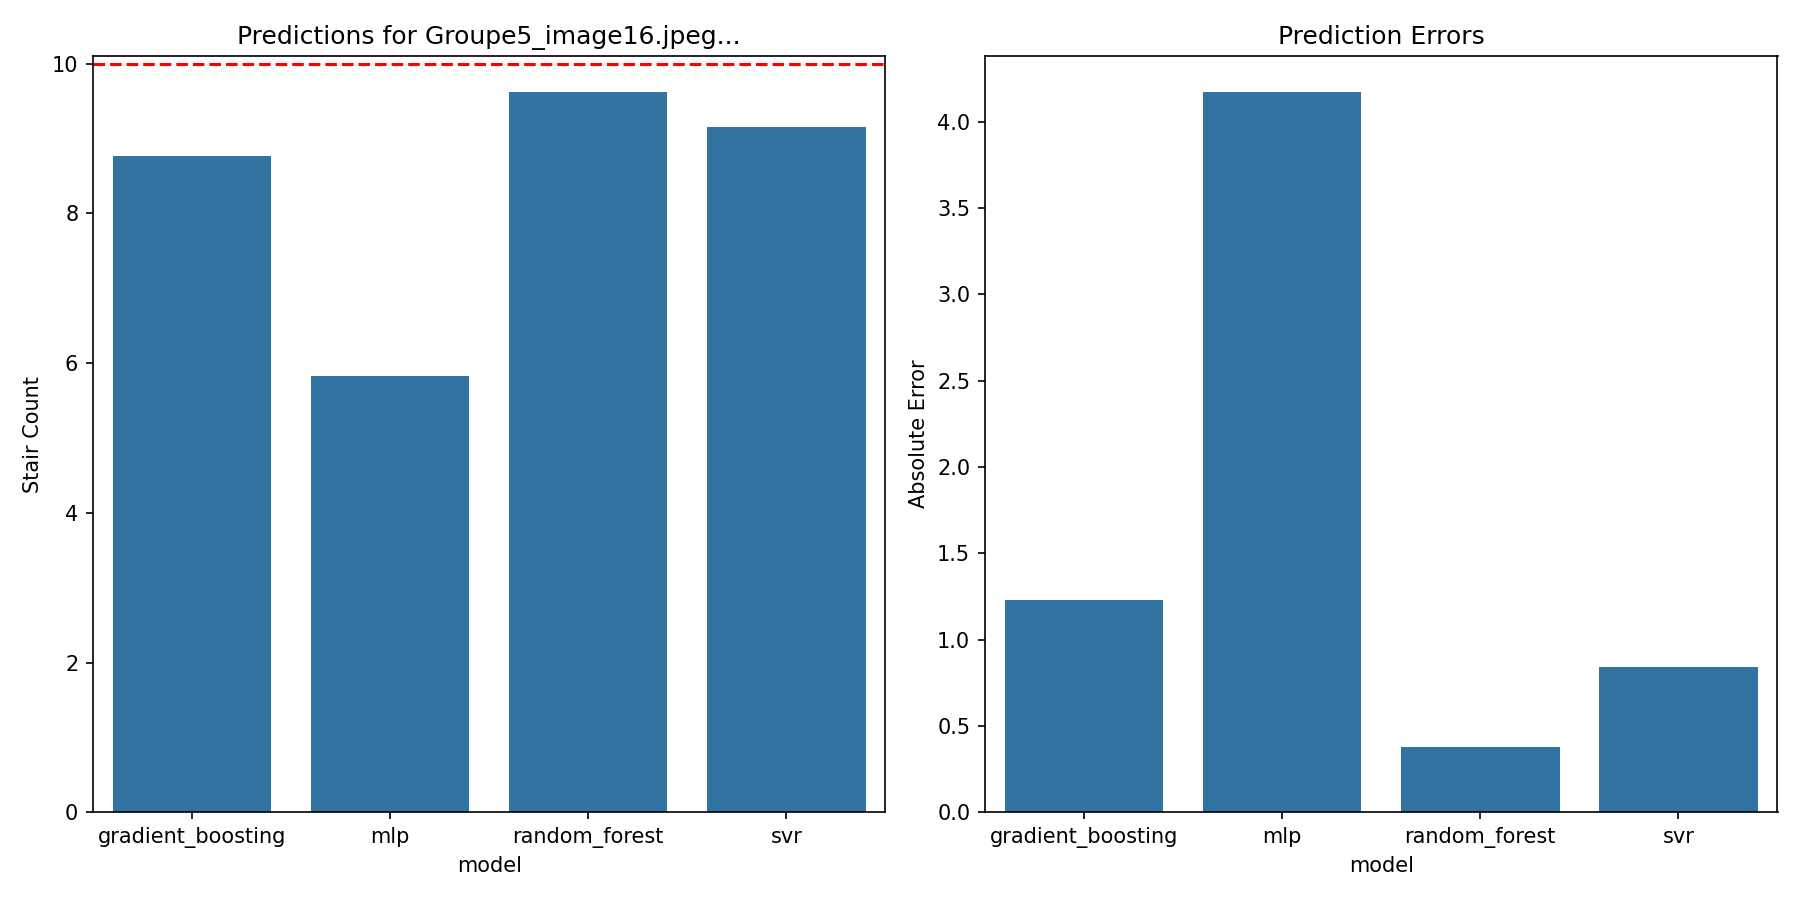 Predictions for Groupe5_image16.jpeg...
Stair Count
10
8
6
4
2
0
gradient_boosting mlp random_forest svr
model
Prediction Errors
Absolute Error
4.0
3.5
3.0
2.5
2.0
1.5
1.0
0.5
0.0
gradient_boosting mlp random_forest svr
model